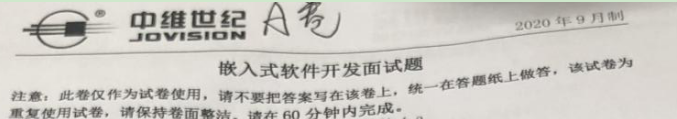 中维世纪 A卷
JOVISION
2020 年 9 月制
嵌入式软件开发面试题
注意：此卷仅作为试卷使用，请不要把答案写在该卷上，统一在答题纸上做答，该试卷为
重复使用试卷，请保持卷面整洁。请在 60 分钟内完成。